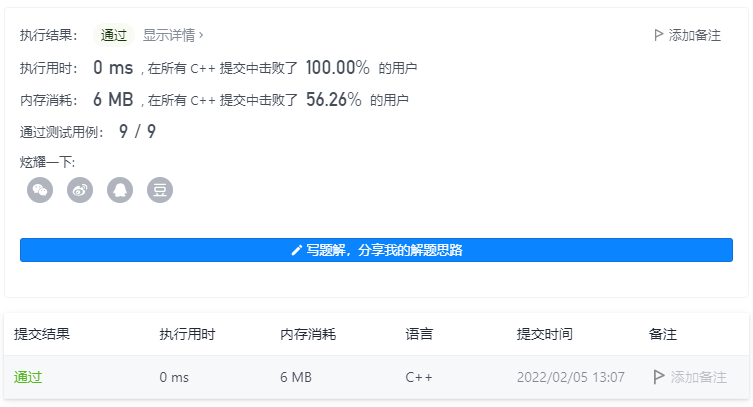 执行结果： 通过 显示详情 › 添加备注
执行用时： 0 ms , 在所有 C++ 提交中击败了 100.00% 的用户
内存消耗： 6 MB , 在所有 C++ 提交中击败了 56.26% 的用户
通过测试用例： 9 / 9
炫耀一下:
豆
写题解，分享我的解题思路
提交结果 执行用时 内存消耗 语言 提交时间 备注
通过 0 ms 6 MB C++ 2022/02/05 13:07 添加备注